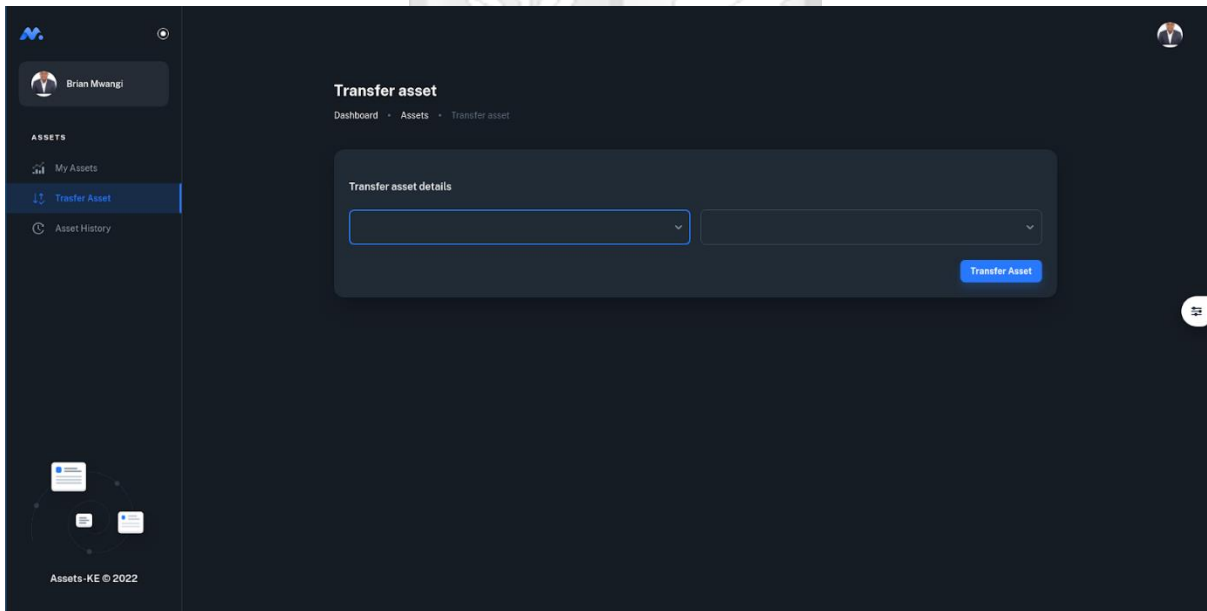 Brian Mwangi
ASSETS
My Assets
Trasfer Asset
Asset History
Assets-KE © 2022
Transfer asset
Dashboard • Assets • Transfer asset
Transfer asset details
Transfer Asset